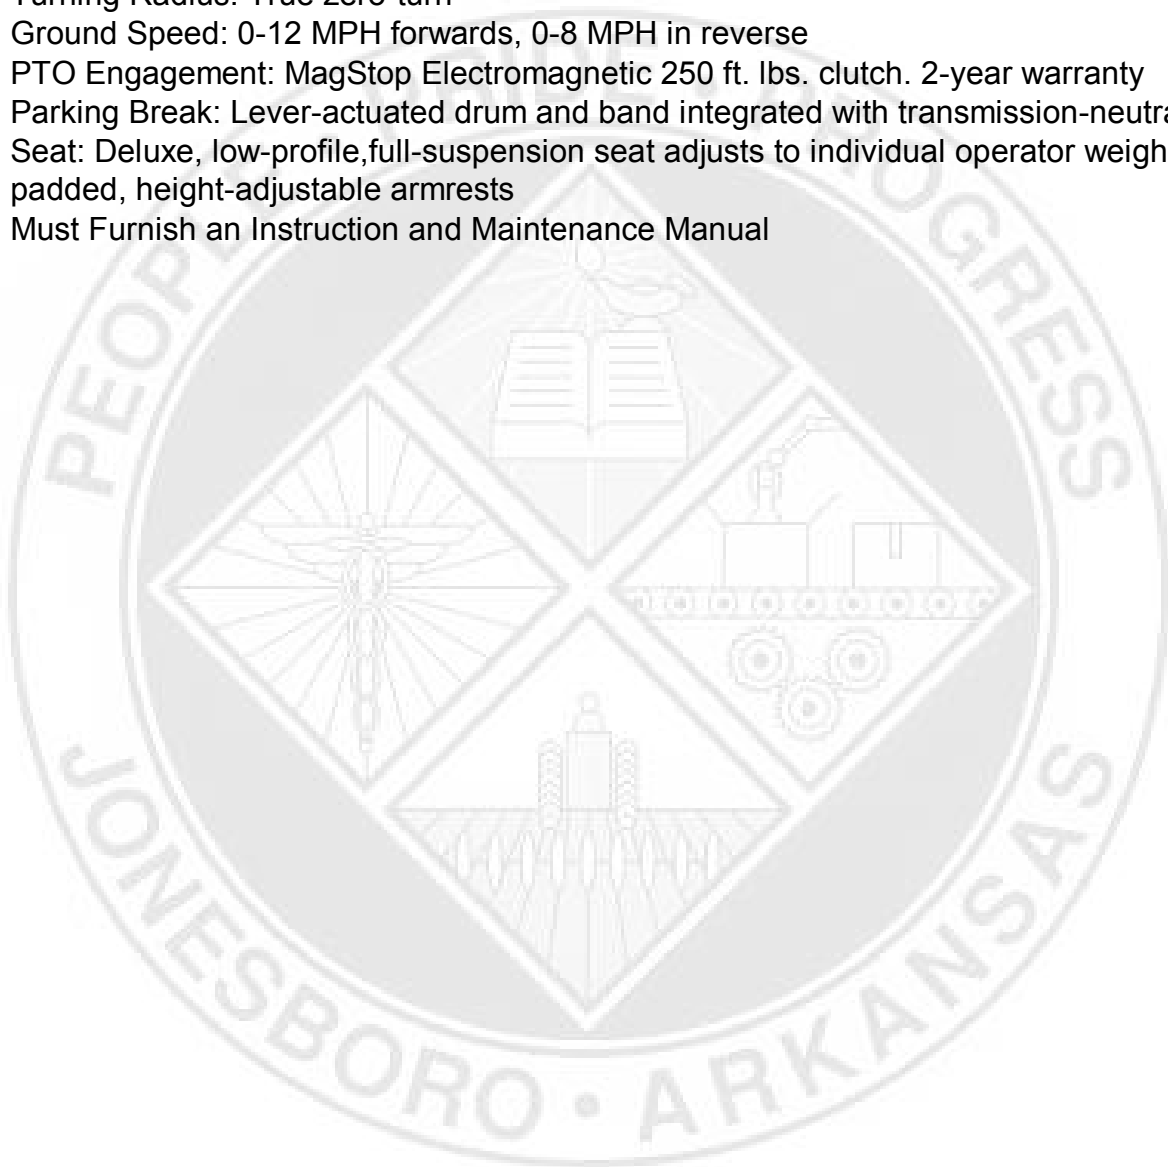 Turning Radius: True zero-turn
Ground Speed: 0-12 MPH forwards, 0-8 MPH in reverse
PTO Engagement: MagStop Electromagnetic 250 ft. lbs. clutch. 2-year warranty
Parking Break: Lever-actuated drum and band integrated with transmission-neutra
Seat: Deluxe, low-profile,full-suspension seat adjusts to individual operator weigh
padded, height-adjustable armrests
Must Furnish an Instruction and Maintenance Manual
PEOPLE • PRIDE • PROGRESS
JONESBORO • ARKANSAS